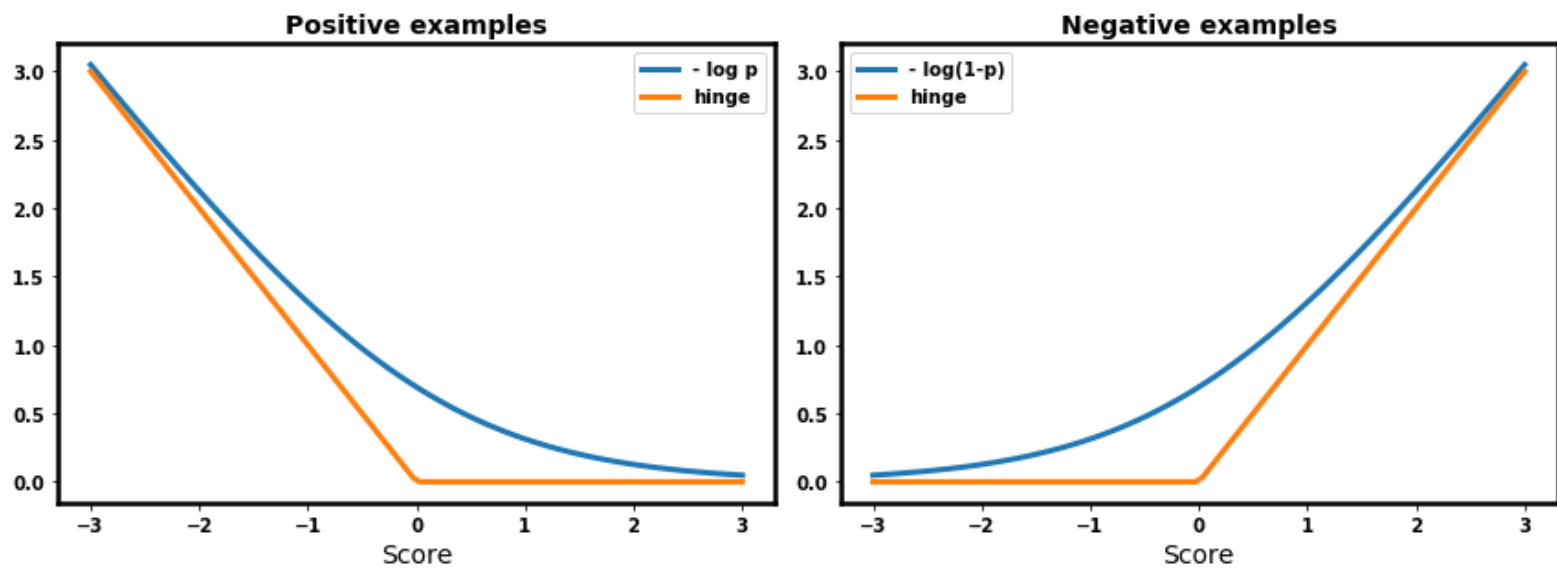 Positive examples
3.0
2.5
2.0
1.5
1.0
0.5
0.0
- log p
hinge
−3 −2 −1 0 1 2 3
Score
Negative examples
3.0
2.5
2.0
1.5
1.0
0.5
0.0
- log(1-p)
hinge
−3 −2 −1 0 1 2 3
Score